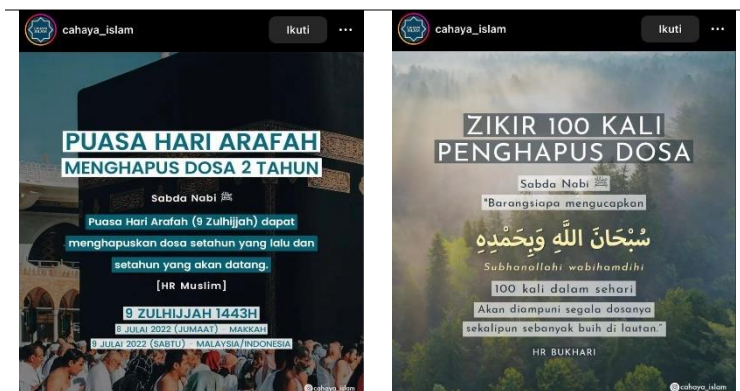 cahaya_islam
Ikuti
PUASA HARI ARAFAH
MENGHAPUS DOSA 2 TAHUN
Sabda Nabi ﷺ
Puasa Hari Arafah (9 Zulhijjah) dapat
menghapuskan dosa setahun yang lalu dan
setahun yang akan datang.
[HR Muslim]
9 ZULHIJJAH 1443H
8 JULAI 2022 (JUMAAT) - MAKKAH
9 JULAI 2022 (SABTU) - MALAYSIA/INDONESIA
@cahaya_islam
cahaya_islam
Ikuti
ZIKIR 100 KALI
PENGHAPUS DOSA
Sabda Nabi ﷺ
"Barangsiapa mengucapkan
سُبْحَانَ اللَّهِ وَبِحَمْدِهِ
Subhanallohi wabihamdihi
100 kali dalam sehari
Akan diampuni segala dosanya
sekalipun sebanyak buih di lautan."
HR BUKHARI
@cahaya_islam